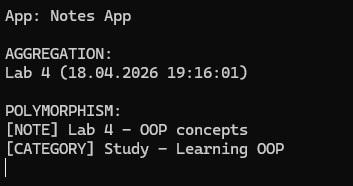 App: Notes App
AGGREGATION:
Lab 4 (18.04.2026 19:16:01)
POLYMORPHISM:
[NOTE] Lab 4 - OOP concepts
[CATEGORY] Study - Learning OOP